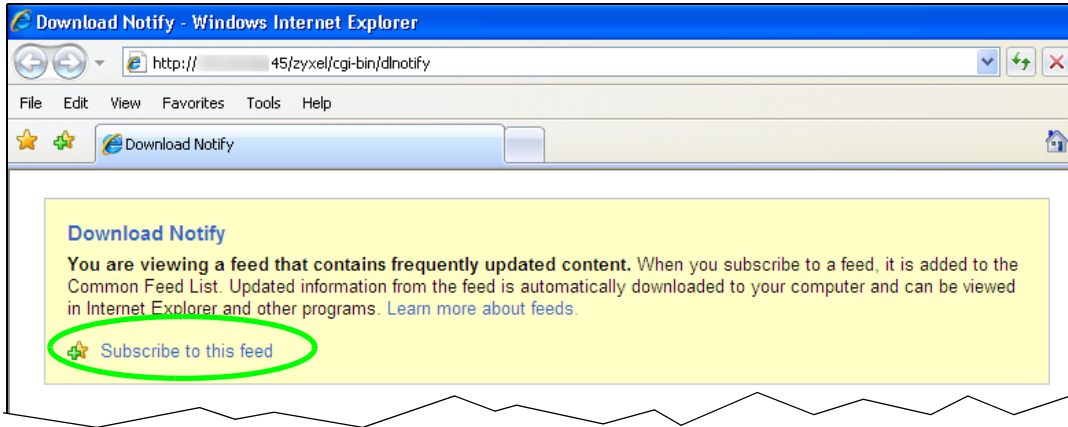 Download Notify - Windows Internet Explorer
http:// 45/zyxel/cgi-bin/dlnotify
File Edit View Favorites Tools Help
Download Notify
Download Notify
You are viewing a feed that contains frequently updated content. When you subscribe to a feed, it is added to the
Common Feed List. Updated information from the feed is automatically downloaded to your computer and can be viewed
in Internet Explorer and other programs. Learn more about feeds.
Subscribe to this feed